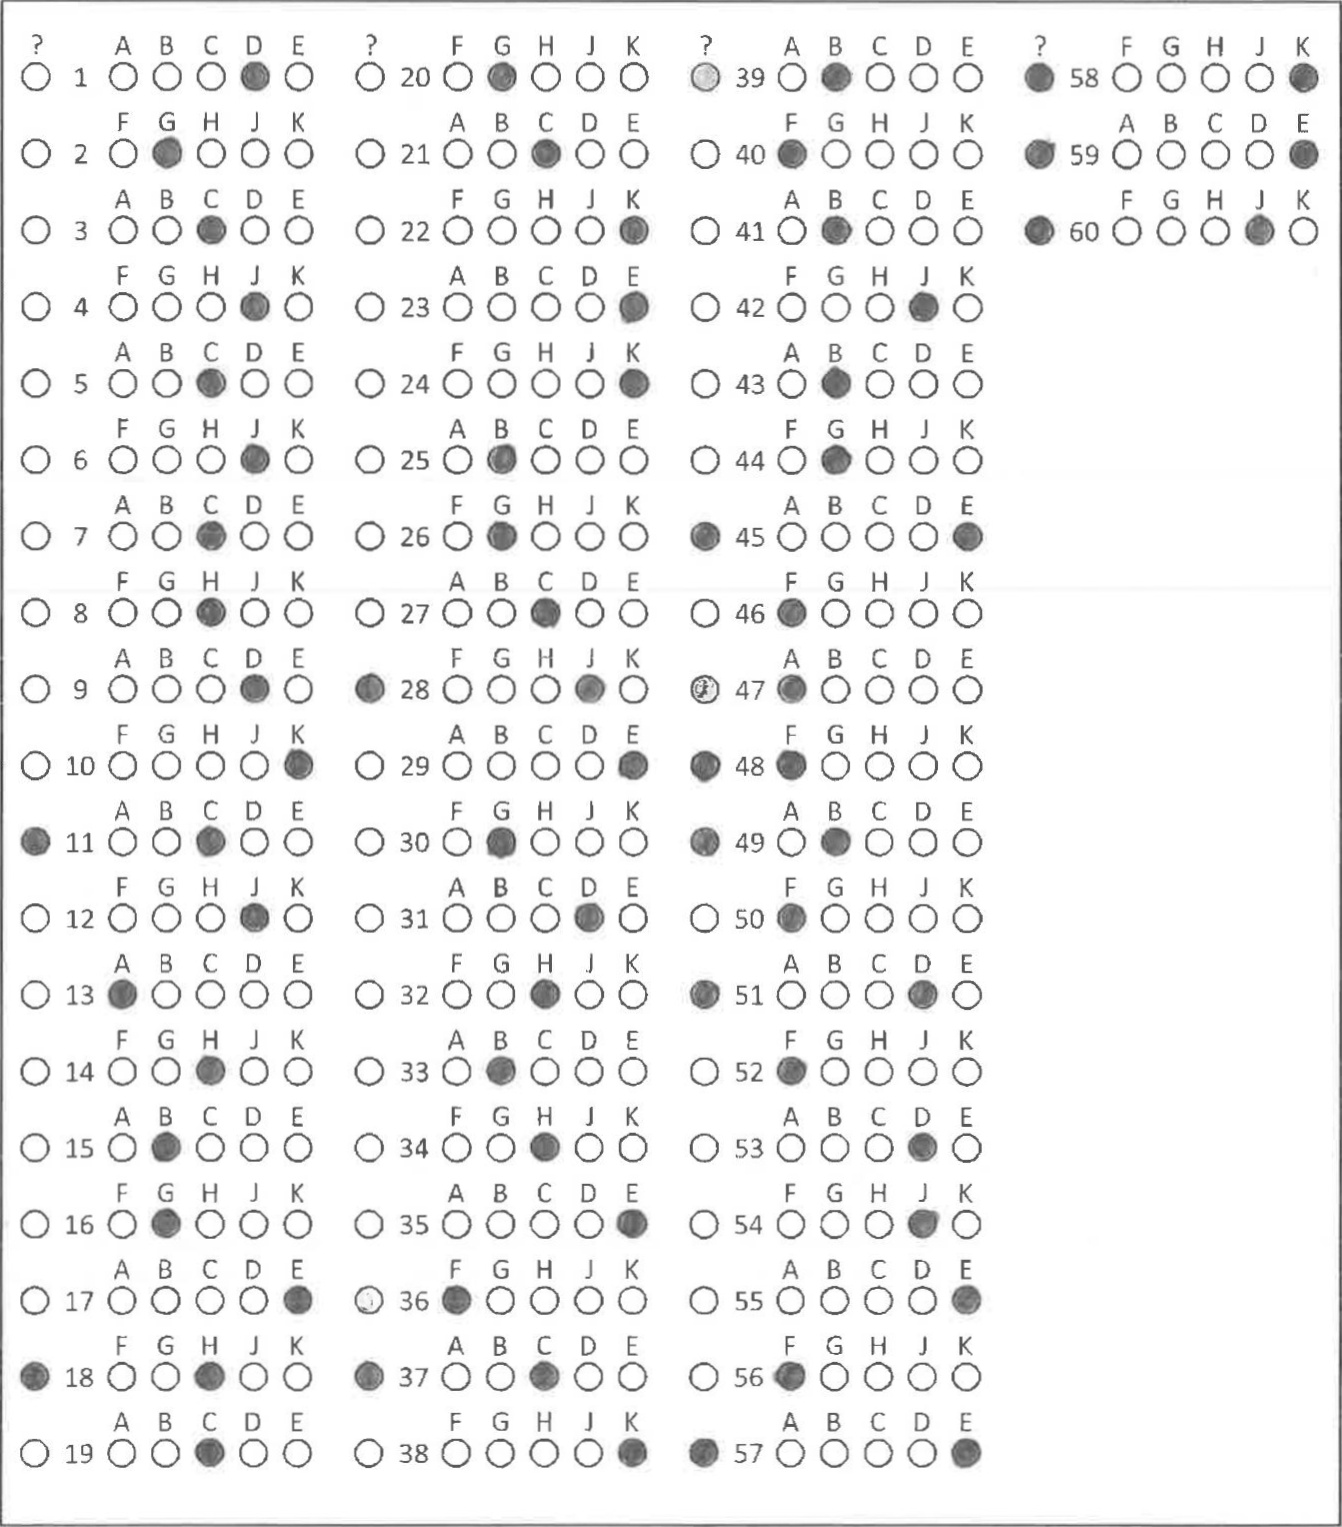 ? A B C D E ? F G H J K ? A B C D E ? F G H J K
1 20 39 58
F G H J K A B C D E F G H J K A B C D E
2 21 40 59
A B C D E F G H J K A B C D E F G H J K
3 22 41 60
F G H J K A B C D E F G H J K
4 23 42
A B C D E F G H J K A B C D E
5 24 43
F G H J K A B C D E F G H J K
6 25 44
A B C D E F G H J K A B C D E
7 26 45
F G H J K A B C D E F G H J K
8 27 46
A B C D E F G H J K A B C D E
9 28 47
F G H J K A B C D E F G H J K
10 29 48
A B C D E F G H J K A B C D E
11 30 49
F G H J K A B C D E F G H J K
12 31 50
A B C D E F G H J K A B C D E
13 32 51
F G H J K A B C D E F G H J K
14 33 52
A B C D E F G H J K A B C D E
15 34 53
F G H J K A B C D E F G H J K
16 35 54
A B C D E F G H J K A B C D E
17 36 55
F G H J K A B C D E F G H J K
18 37 56
A B C D E F G H J K A B C D E
19 38 57